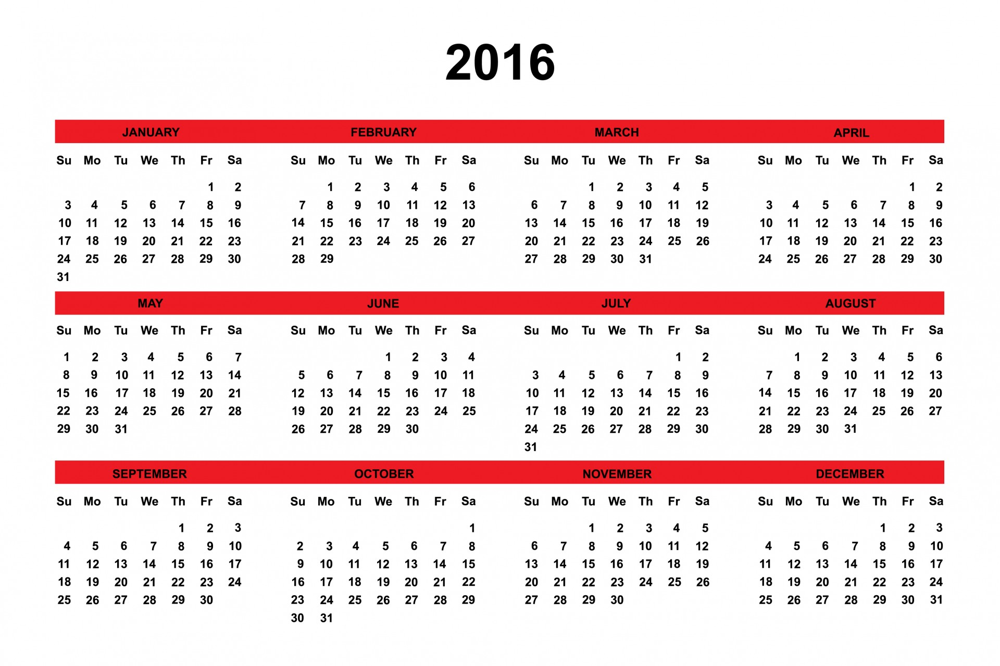 2016
JANUARY FEBRUARY MARCH APRIL
Su Mo Tu We Th Fr Sa Su Mo Tu We Th Fr Sa Su Mo Tu We Th Fr Sa Su Mo Tu We Th Fr Sa
1 2 1 2 3 4 5 6 1 2 3 4 5 1 2
3 4 5 6 7 8 9 7 8 9 10 11 12 13 6 7 8 9 10 11 12 3 4 5 6 7 8 9
10 11 12 13 14 15 16 14 15 16 17 18 19 20 13 14 15 16 17 18 19 10 11 12 13 14 15 16
17 18 19 20 21 22 23 21 22 23 24 25 26 27 20 21 22 23 24 25 26 17 18 19 20 21 22 23
24 25 26 27 28 29 30 28 29 27 28 29 30 31 24 25 26 27 28 29 30
31
MAY JUNE JULY AUGUST
Su Mo Tu We Th Fr Sa Su Mo Tu We Th Fr Sa Su Mo Tu We Th Fr Sa Su Mo Tu We Th Fr Sa
1 2 3 4 5 6 7 1 2 3 4 1 2 1 2 3 4 5 6
8 9 10 11 12 13 14 5 6 7 8 9 10 11 3 4 5 6 7 8 9 7 8 9 10 11 12 13
15 16 17 18 19 20 21 12 13 14 15 16 17 18 10 11 12 13 14 15 16 14 15 16 17 18 19 20
22 23 24 25 26 27 28 19 20 21 22 23 24 25 17 18 19 20 21 22 23 21 22 23 24 25 26 27
29 30 31 26 27 28 29 30 24 25 26 27 28 29 30 28 29 30 31
31
SEPTEMBER OCTOBER NOVEMBER DECEMBER
Su Mo Tu We Th Fr Sa Su Mo Tu We Th Fr Sa Su Mo Tu We Th Fr Sa Su Mo Tu We Th Fr Sa
1 2 3 1 1 2 3 4 5 1 2 3
4 5 6 7 8 9 10 2 3 4 5 6 7 8 6 7 8 9 10 11 12 4 5 6 7 8 9 10
11 12 13 14 15 16 17 9 10 11 12 13 14 15 13 14 15 16 17 18 19 11 12 13 14 15 16 17
18 19 20 21 22 23 24 16 17 18 19 20 21 22 20 21 22 23 24 25 26 18 19 20 21 22 23 24
25 26 27 28 29 30 23 24 25 26 27 28 29 27 28 29 30 25 26 27 28 29 30 31
30 31